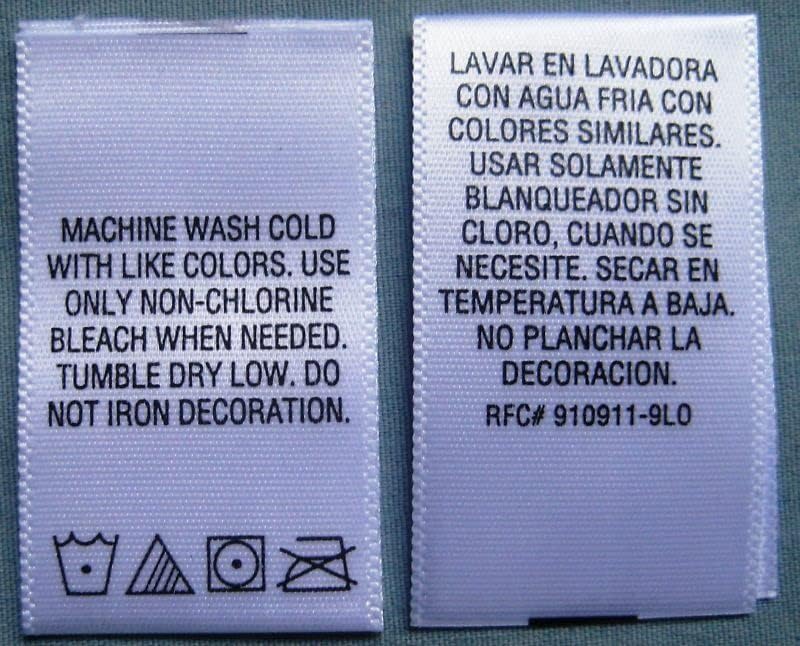 MACHINE WASH COLD
WITH LIKE COLORS. USE
ONLY NON-CHLORINE
BLEACH WHEN NEEDED.
TUMBLE DRY LOW. DO
NOT IRON DECORATION.
LAVAR EN LAVADORA
CON AGUA FRIA CON
COLORES SIMILARES.
USAR SOLAMENTE
BLANQUEADOR SIN
CLORO, CUANDO SE
NECESITE. SECAR EN
TEMPERATURA A BAJA.
NO PLANCHAR LA
DECORACION.
RFC# 910911-9L0